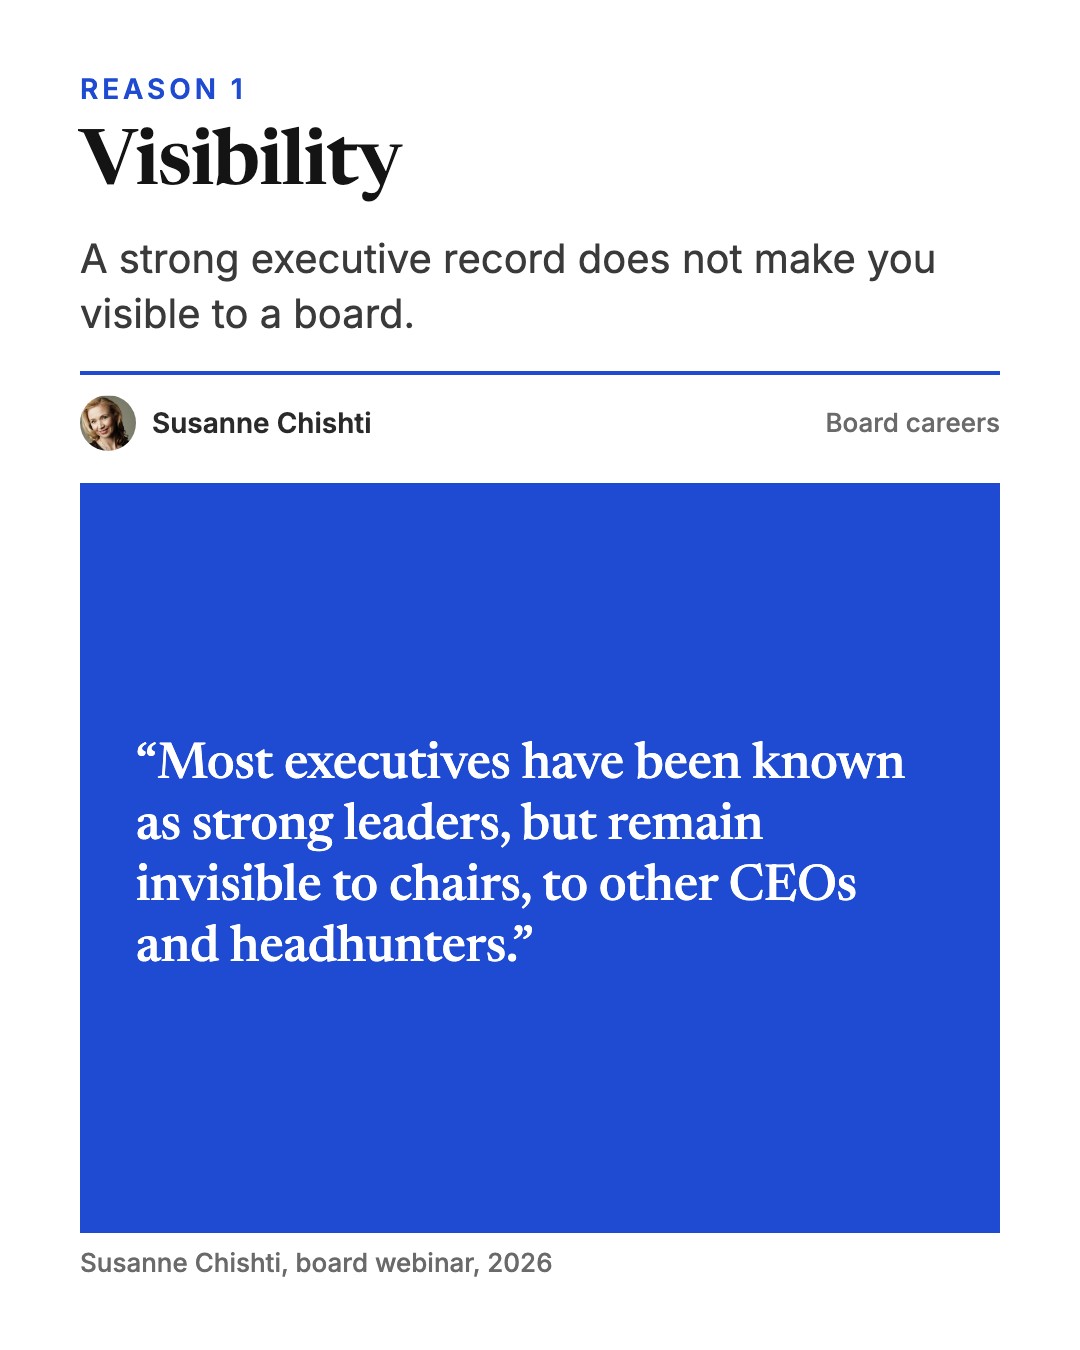 REASON 1
Visibility
A strong executive record does not make you
visible to a board.
Susanne Chishti
Board careers
“Most executives have been known
as strong leaders, but remain
invisible to chairs, to other CEOs
and headhunters.”
Susanne Chishti, board webinar, 2026